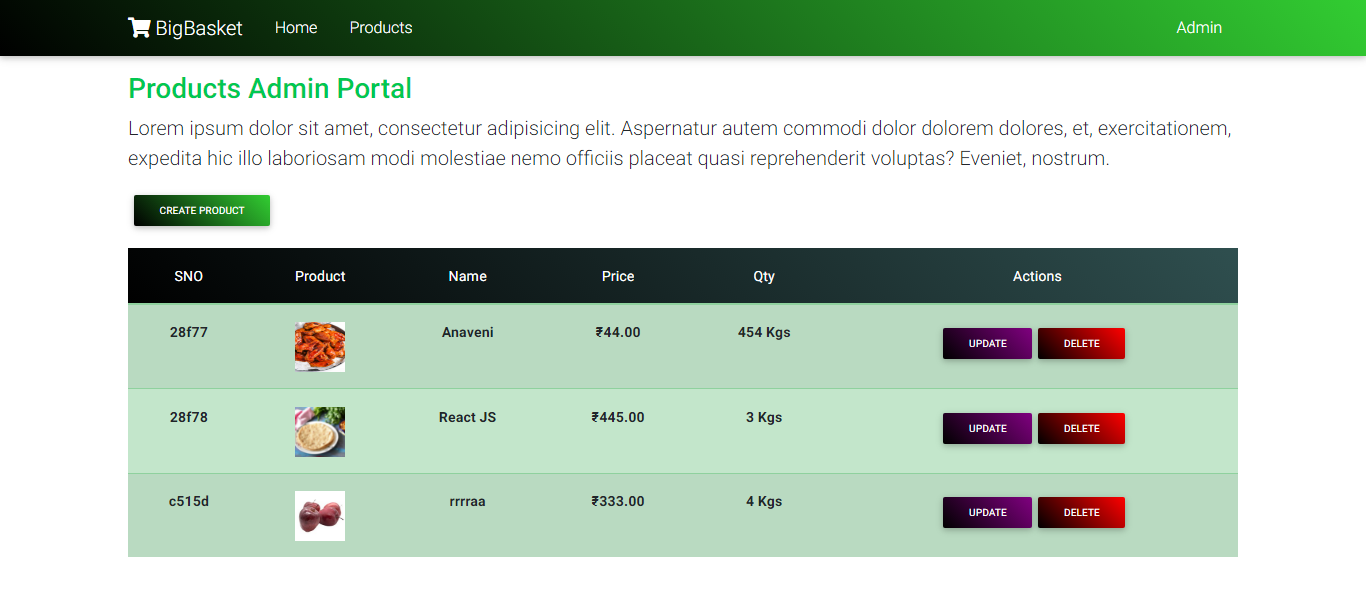 BigBasket Home Products Admin
Products Admin Portal
Lorem ipsum dolor sit amet, consectetur adipisicing elit. Aspernatur autem commodi dolor dolorem dolores, et, exercitationem,
expedita hic illo laboriosam modi molestiae nemo officiis placeat quasi reprehenderit voluptas? Eveniet, nostrum.
CREATE PRODUCT
SNO Product Name Price Qty Actions
28f77 Anaveni ₹44.00 454 Kgs UPDATE DELETE
28f78 React JS ₹445.00 3 Kgs UPDATE DELETE
c515d rrrraa ₹333.00 4 Kgs UPDATE DELETE